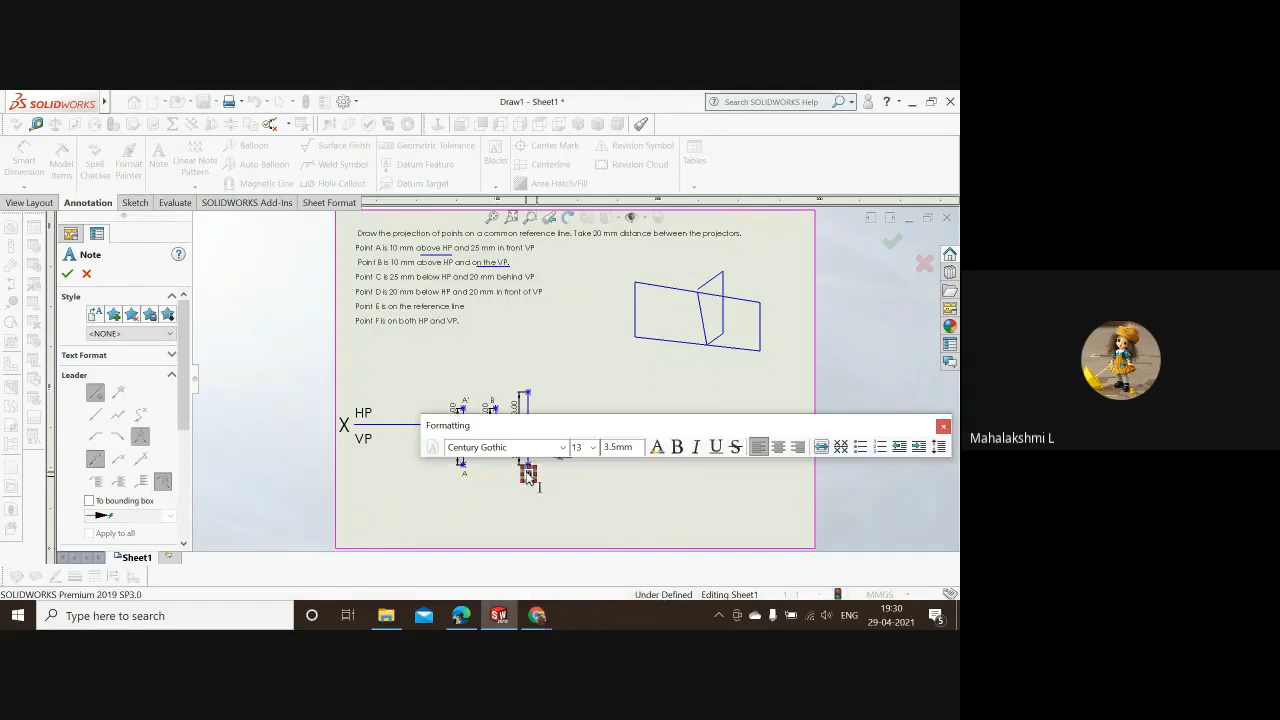 SOLIDWORKS
Draw1 - Sheet1 *
Search SOLIDWORKS Help
Smart Dimension
Model Items
Spell Checker
Format Painter
Note
Linear Note Pattern
Balloon
Auto Balloon
Magnetic Line
Surface Finish
Weld Symbol
Hole Callout
Geometric Tolerance
Datum Feature
Datum Target
Blocks
Center Mark
Centerline
Area Hatch/Fill
Revision Symbol
Revision Cloud
Tables
View Layout
Annotation
Sketch
Evaluate
SOLIDWORKS Add-Ins
Sheet Format
Note
Style
<NONE>
Text Format
Leader
To bounding box
Apply to all
Draw the projection of points on a common reference line. Take 20 mm distance between the projectors.
Point A is 10 mm above HP and 25 mm in front VP
Point B is 10 mm above HP and on the VP.
Point C is 25 mm below HP and 20 mm behind VP
Point D is 20 mm below HP and 20 mm in front of VP
Point E is on the reference line
Point F is on both HP and VP.
X
HP
VP
A'
B
A
Formatting
Century Gothic
13
3.5mm
A B I U S
Sheet1
SOLIDWORKS Premium 2019 SP3.0
Under Defined
Editing Sheet1
1 : 1
MMGS
Type here to search
ENG
19:30
29-04-2021
5
Mahalakshmi L